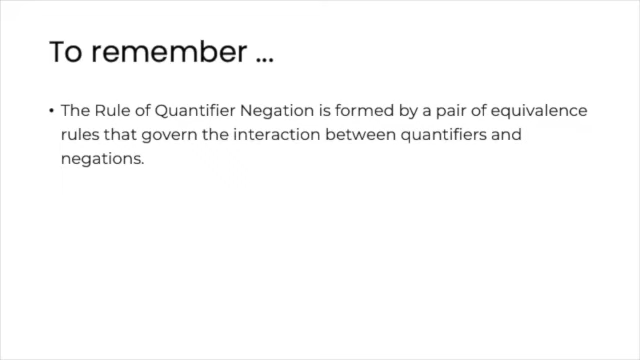 To remember ...
• The Rule of Quantifier Negation is formed by a pair of equivalence
rules that govern the interaction between quantifiers and
negations.